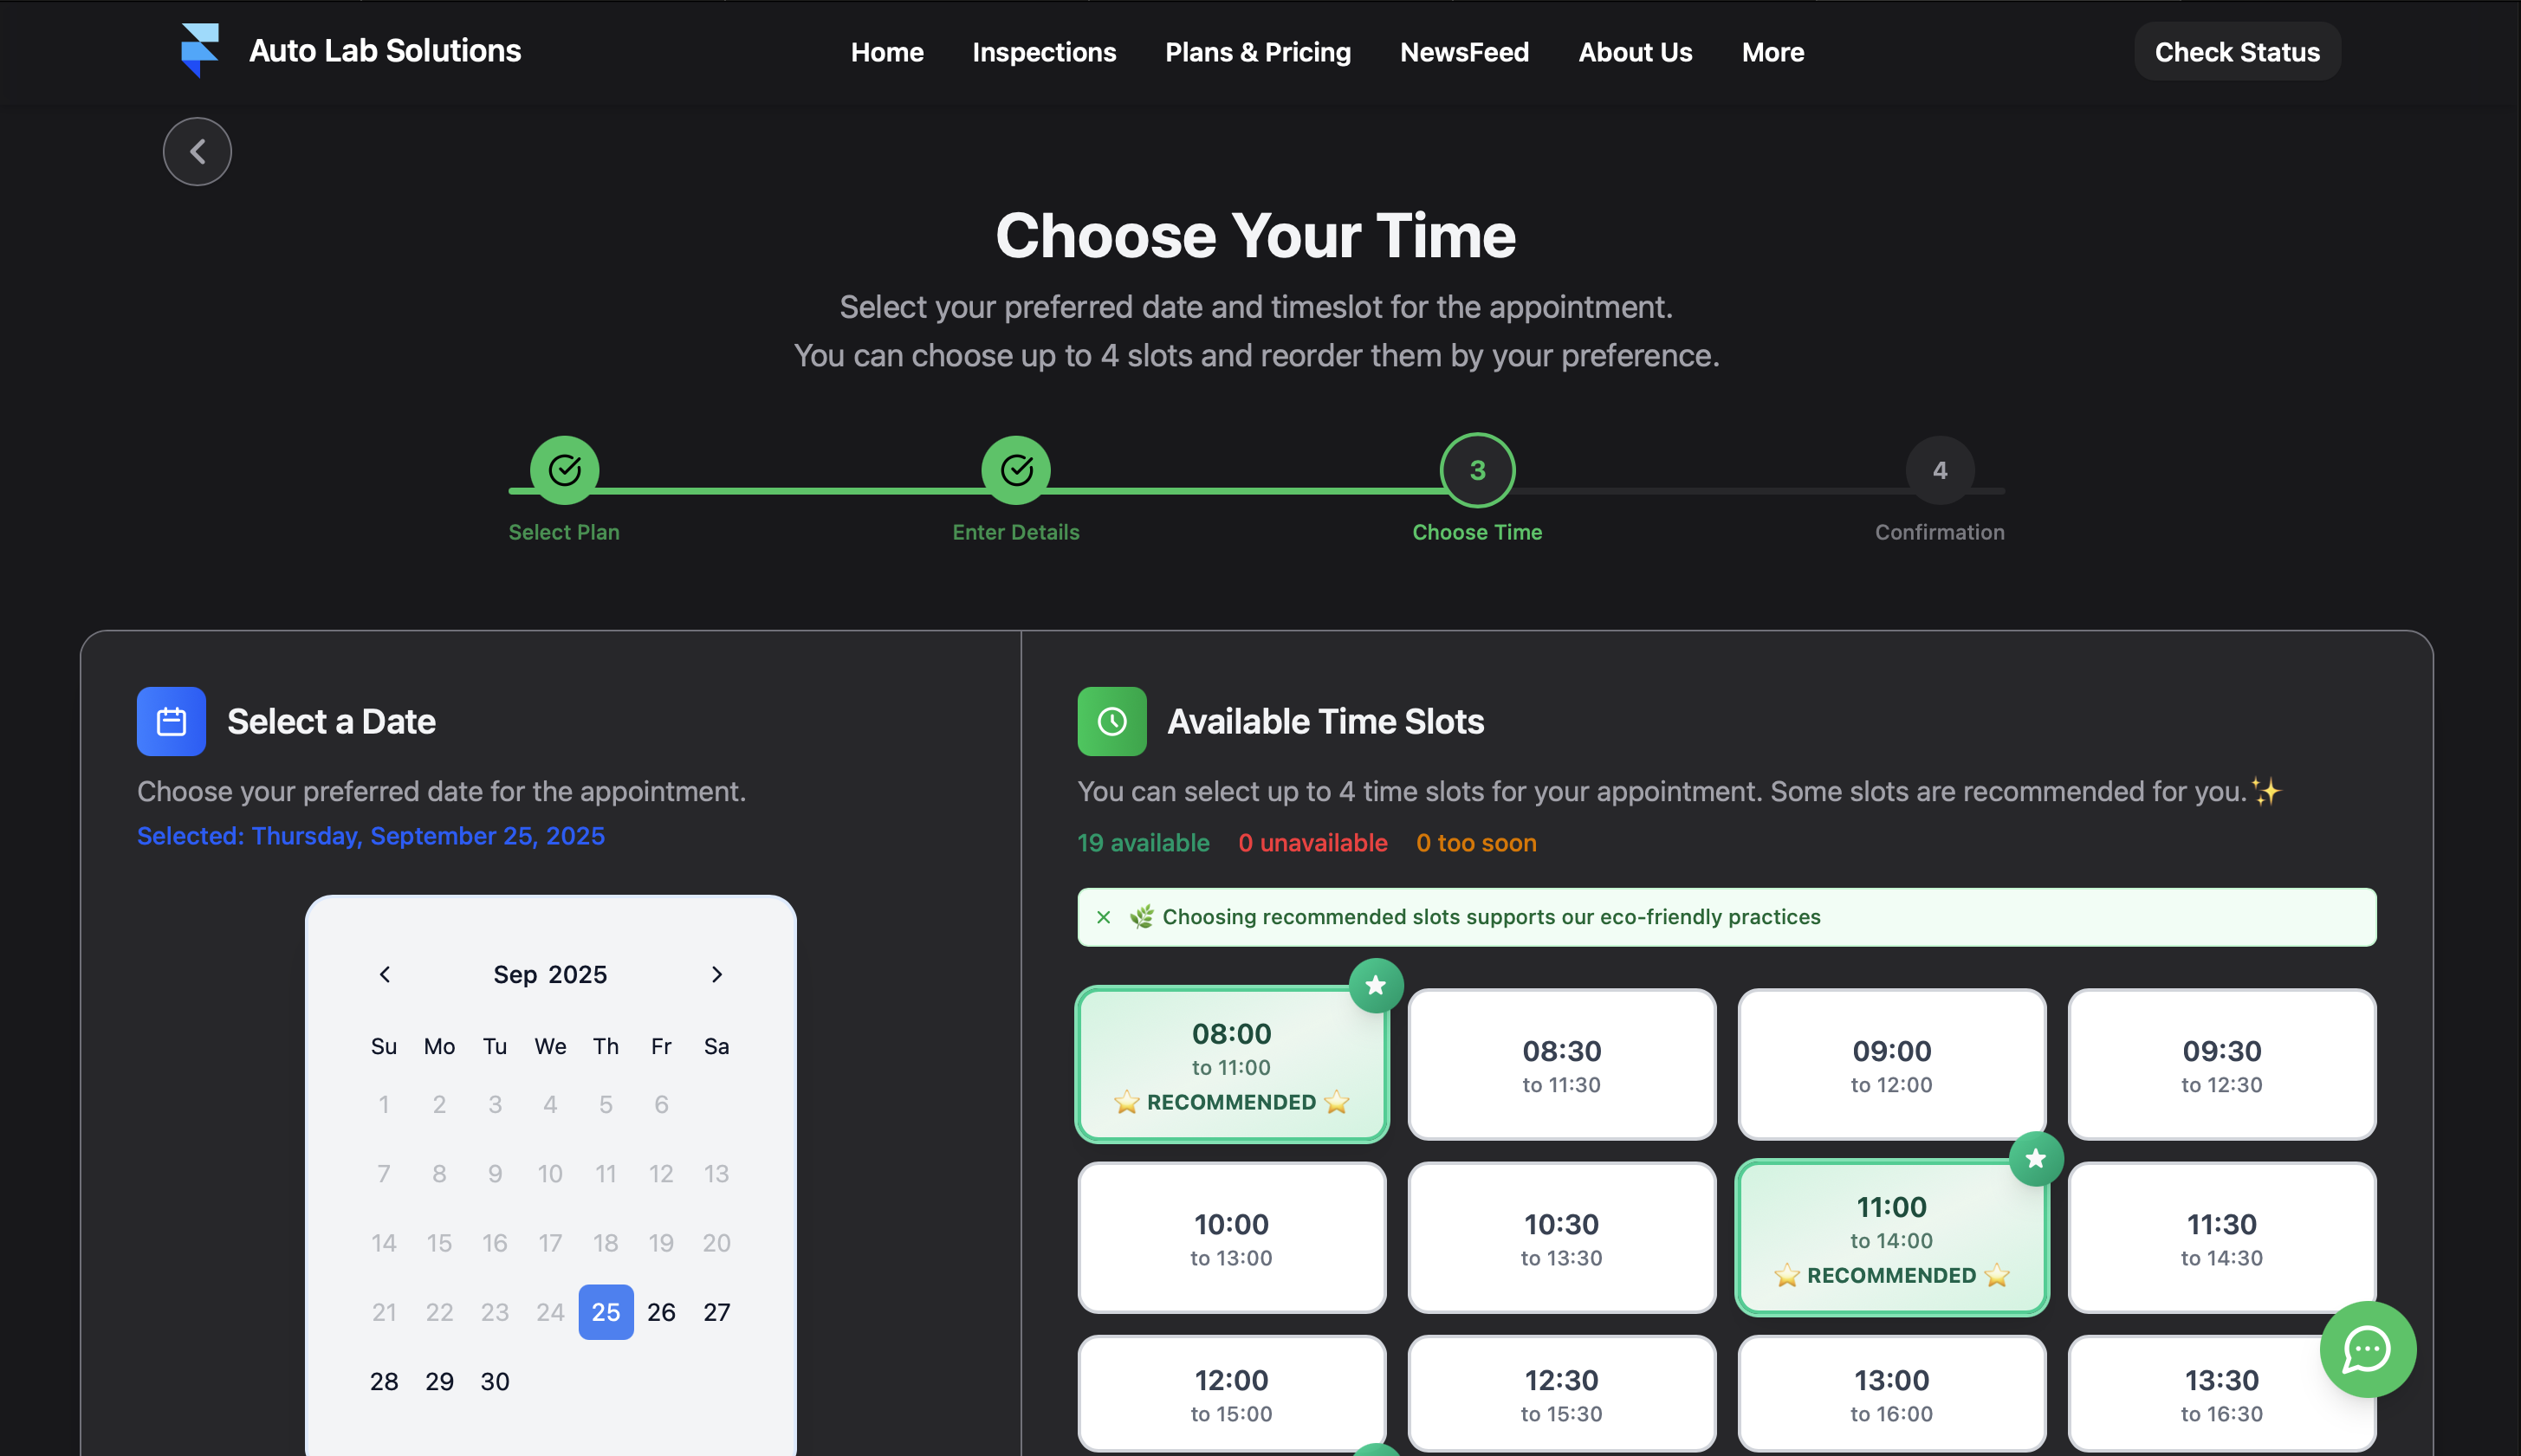 Auto Lab Solutions
Home Inspections Plans & Pricing NewsFeed About Us More
Check Status
Choose Your Time
Select your preferred date and timeslot for the appointment.
You can choose up to 4 slots and reorder them by your preference.
3 4
Select Plan Enter Details Choose Time Confirmation
Select a Date
Choose your preferred date for the appointment.
Selected: Thursday, September 25, 2025
Sep 2025
Su Mo Tu We Th Fr Sa
1 2 3 4 5 6
7 8 9 10 11 12 13
14 15 16 17 18 19 20
21 22 23 24 25 26 27
28 29 30
Available Time Slots
You can select up to 4 time slots for your appointment. Some slots are recommended for you.✨
19 available 0 unavailable 0 too soon
🌿 Choosing recommended slots supports our eco-friendly practices
08:00
to 11:00
⭐ RECOMMENDED ⭐
08:30
to 11:30
09:00
to 12:00
09:30
to 12:30
10:00
to 13:00
10:30
to 13:30
11:00
to 14:00
⭐ RECOMMENDED ⭐
11:30
to 14:30
12:00
to 15:00
12:30
to 15:30
13:00
to 16:00
13:30
to 16:30